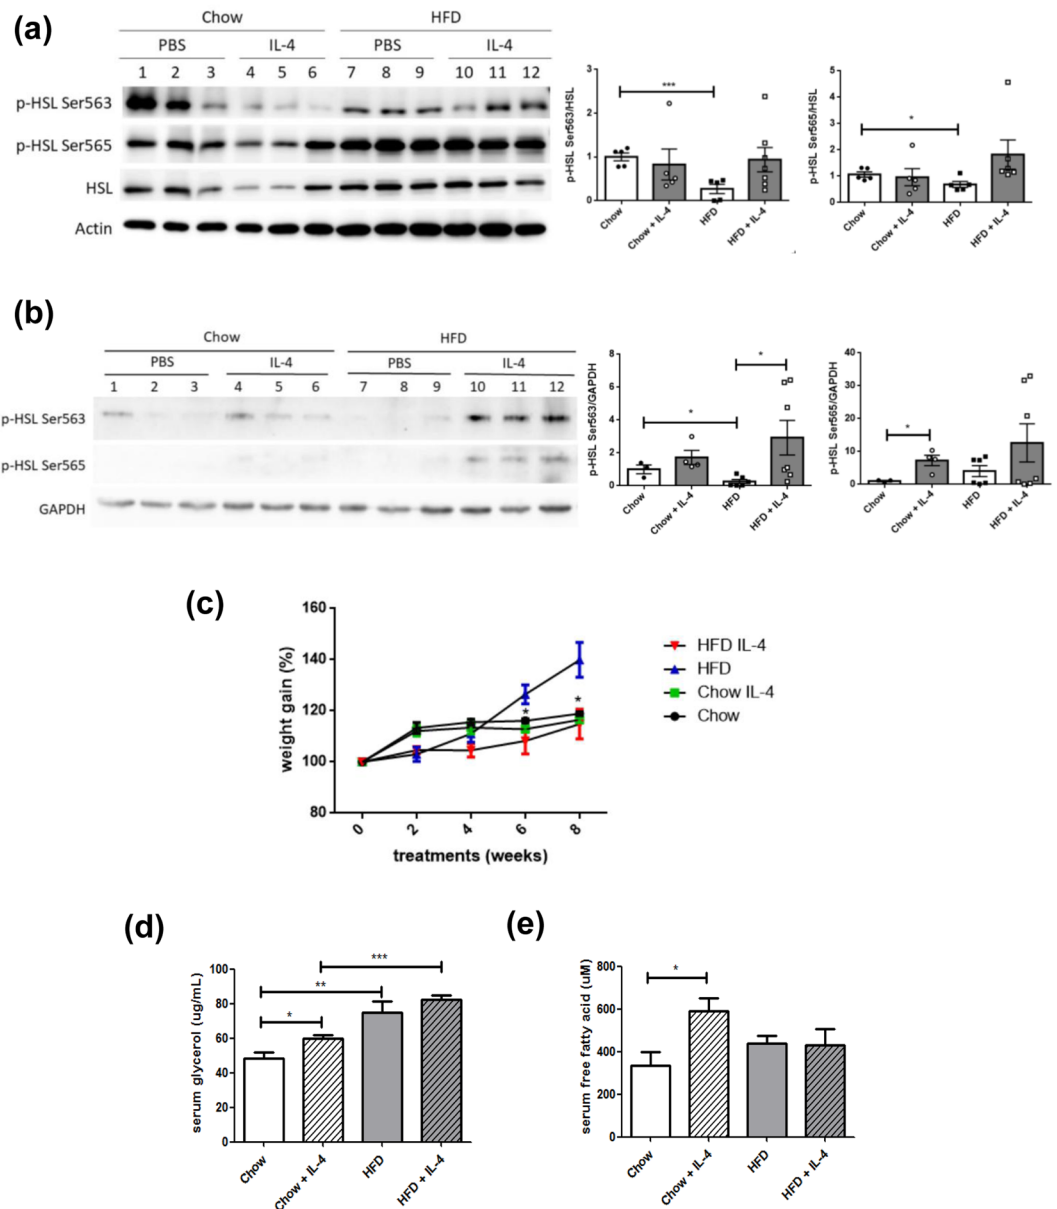 (a)
Chow HFD
PBS IL-4 PBS IL-4
1 2 3 4 5 6 7 8 9 10 11 12
p-HSL Ser563
p-HSL Ser565
HSL
Actin
p-HSL Ser563/HSL
3
2
1
0
***
Chow
Chow + IL-4
HFD
HFD + IL-4
p-HSL Ser565/HSL
5
4
3
2
1
0
*
Chow
Chow + IL-4
HFD
HFD + IL-4
(b)
Chow HFD
PBS IL-4 PBS IL-4
1 2 3 4 5 6 7 8 9 10 11 12
p-HSL Ser563
p-HSL Ser565
GAPDH
p-HSL Ser563/GAPDH
8
6
4
2
0
*
*
Chow
Chow + IL-4
HFD
HFD + IL-4
p-HSL Ser565/GAPDH
40
30
20
10
0
*
Chow
Chow + IL-4
HFD
HFD + IL-4
(c)
weight gain (%)
160
140
120
100
80
*
*
0 2 4 6 8
treatments (weeks)
HFD IL-4
HFD
Chow IL-4
Chow
(d)
serum glycerol (ug/mL)
100
80
60
40
20
0
***
**
*
Chow
Chow + IL-4
HFD
HFD + IL-4
(e)
serum free fatty acid (uM)
800
600
400
200
0
*
Chow
Chow + IL-4
HFD
HFD + IL-4